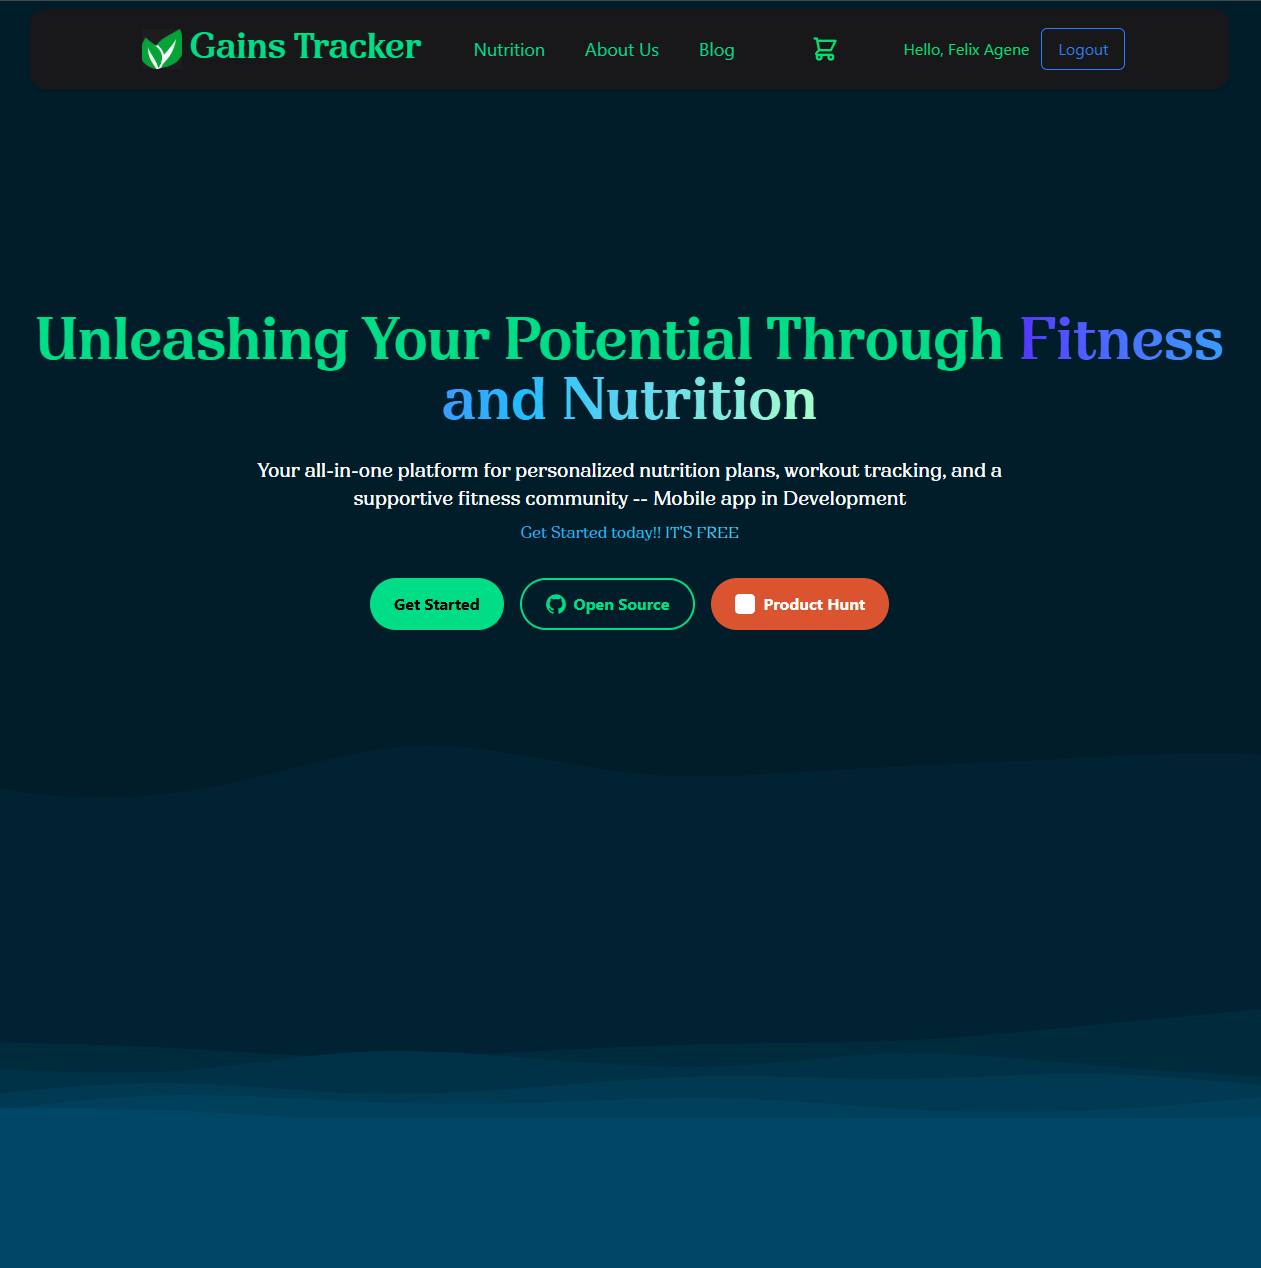 Gains Tracker
Nutrition
About Us
Blog
Hello, Felix Agene
Logout
Unleashing Your Potential Through Fitness
and Nutrition
Your all-in-one platform for personalized nutrition plans, workout tracking, and a
supportive fitness community -- Mobile app in Development
Get Started today!! IT'S FREE
Get Started
Open Source
Product Hunt